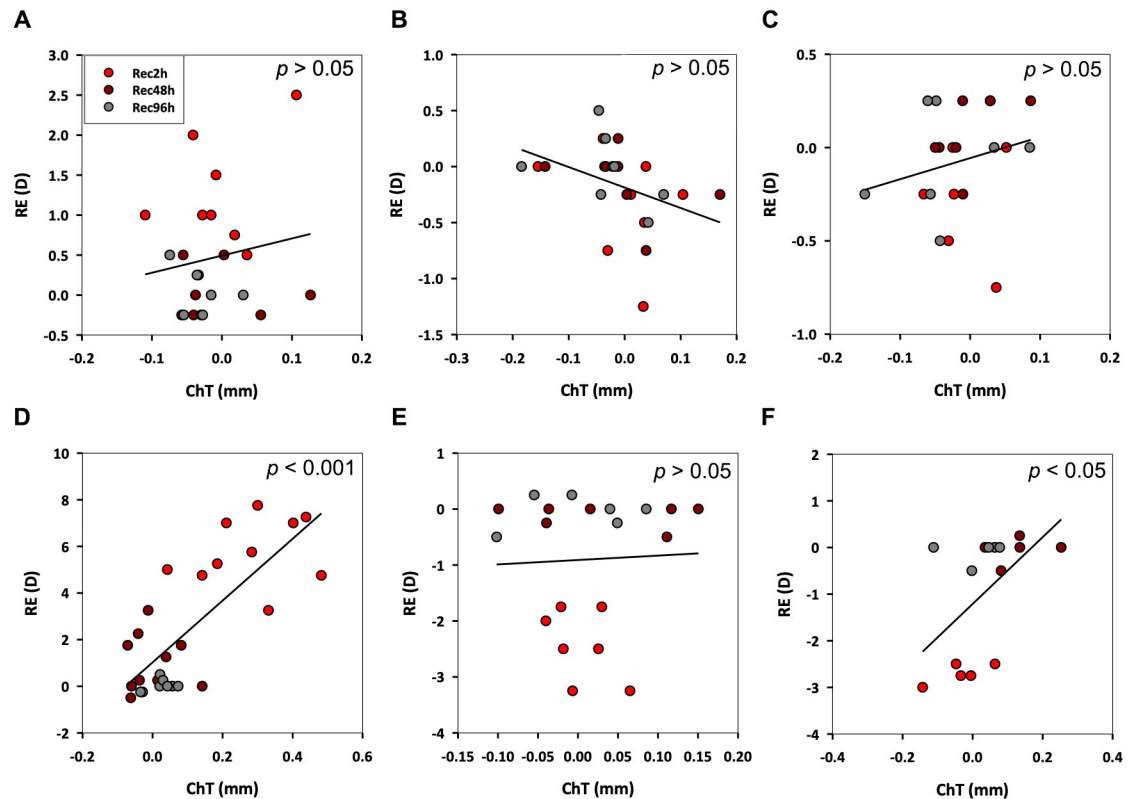 A
B
C
3.0
2.5
2.0
1.5
1.0
0.5
0.0
-0.5
RE (D)
Rec2h
Rec48h
Rec96h
p > 0.05
-0.2 -0.1 0.0 0.1 0.2
ChT (mm)
1.0
0.5
0.0
-0.5
-1.0
-1.5
RE (D)
p > 0.05
-0.3 -0.2 -0.1 0.0 0.1 0.2
ChT (mm)
0.5
0.0
-0.5
-1.0
RE (D)
p > 0.05
-0.2 -0.1 0.0 0.1 0.2
ChT (mm)
D
E
F
10
8
6
4
2
0
-2
RE (D)
p < 0.001
-0.2 0.0 0.2 0.4 0.6
ChT (mm)
1
0
-1
-2
-3
-4
RE (D)
p > 0.05
-0.15 -0.10 -0.05 0.00 0.05 0.10 0.15 0.20
ChT (mm)
2
1
0
-1
-2
-3
-4
RE (D)
p < 0.05
-0.4 -0.2 0.0 0.2 0.4
ChT (mm)